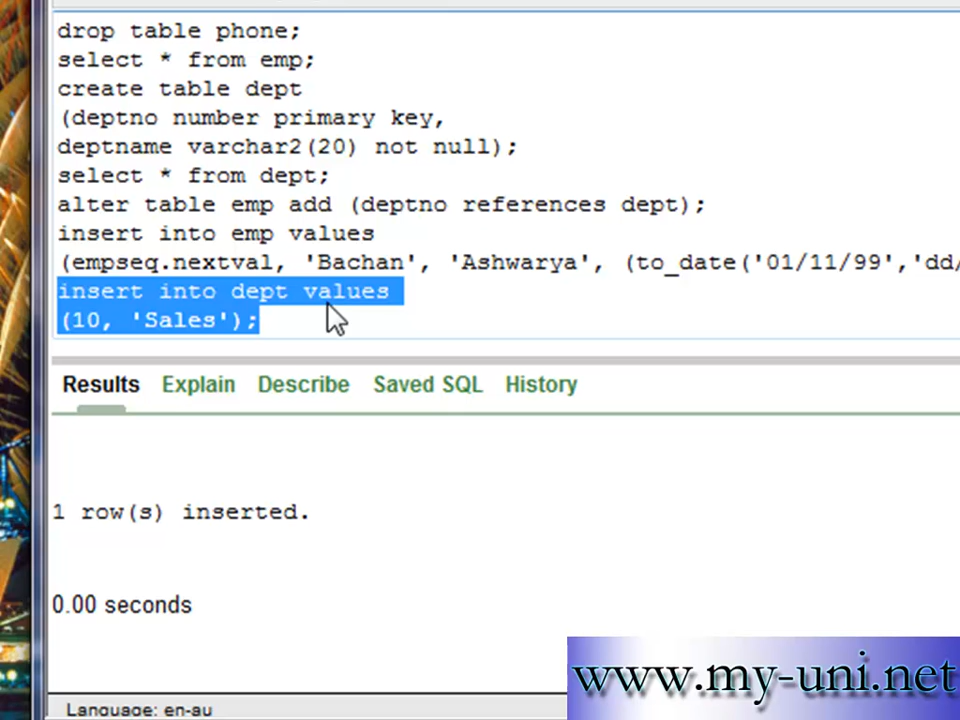 drop table phone;
select * from emp;
create table dept
(deptno number primary key,
deptname varchar2(20) not null);
select * from dept;
alter table emp add (deptno references dept);
insert into emp values
(empseq.nextval, 'Bachan', 'Ashwarya', (to_date('01/11/99','dd/
insert into dept values
(10, 'Sales');
Results Explain Describe Saved SQL History
1 row(s) inserted.
0.00 seconds
www.my-uni.net
Language: en-au